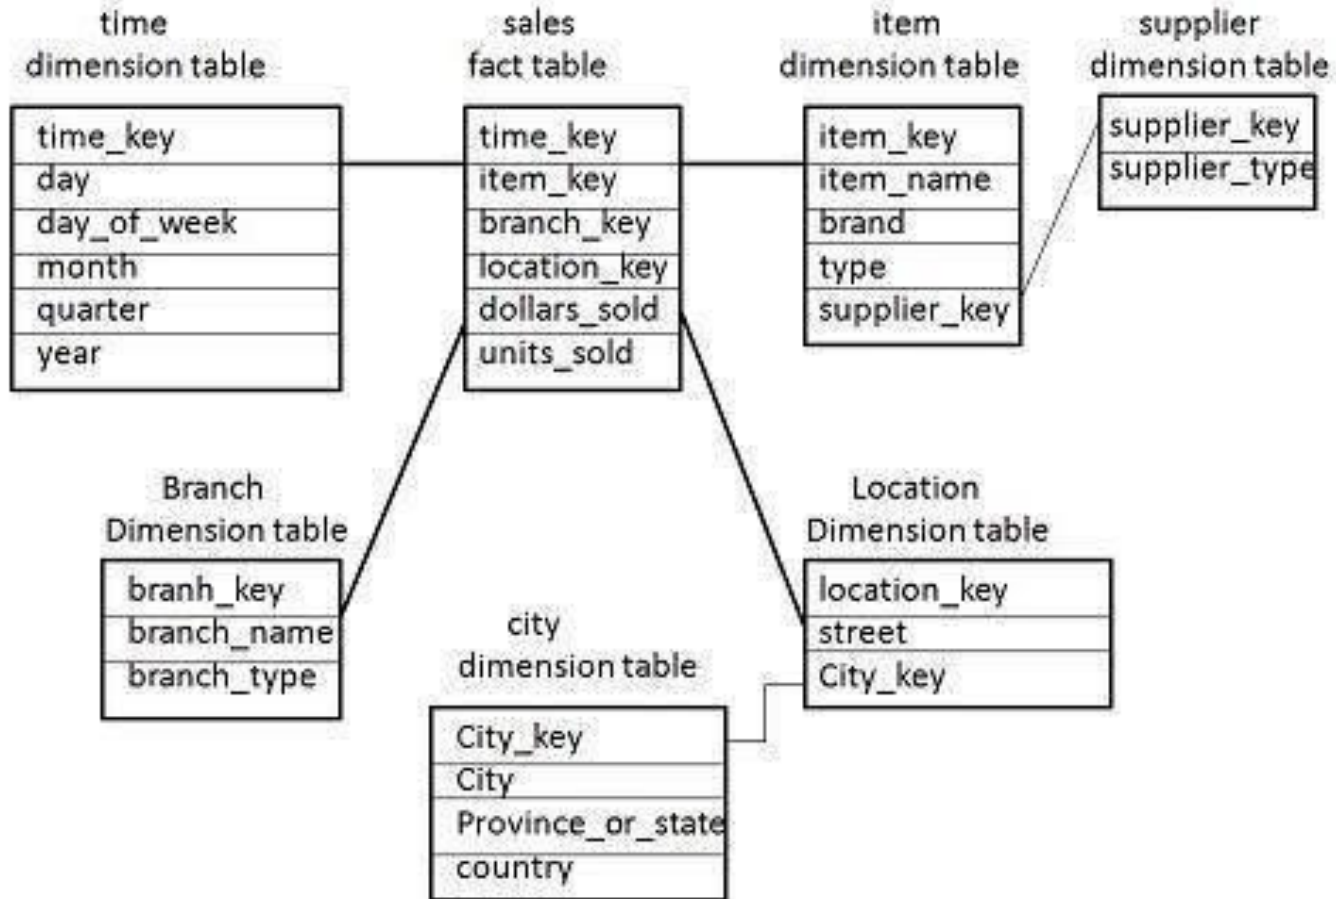 time
dimension table
time_key
day
day_of_week
month
quarter
year
sales
fact table
time_key
item_key
branch_key
location_key
dollars_sold
units_sold
item
dimension table
item_key
item_name
brand
type
supplier_key
supplier
dimension table
supplier_key
supplier_type
Branch
Dimension table
branh_key
branch_name
branch_type
city
dimension table
City_key
City
Province_or_state
country
Location
Dimension table
location_key
street
City_key